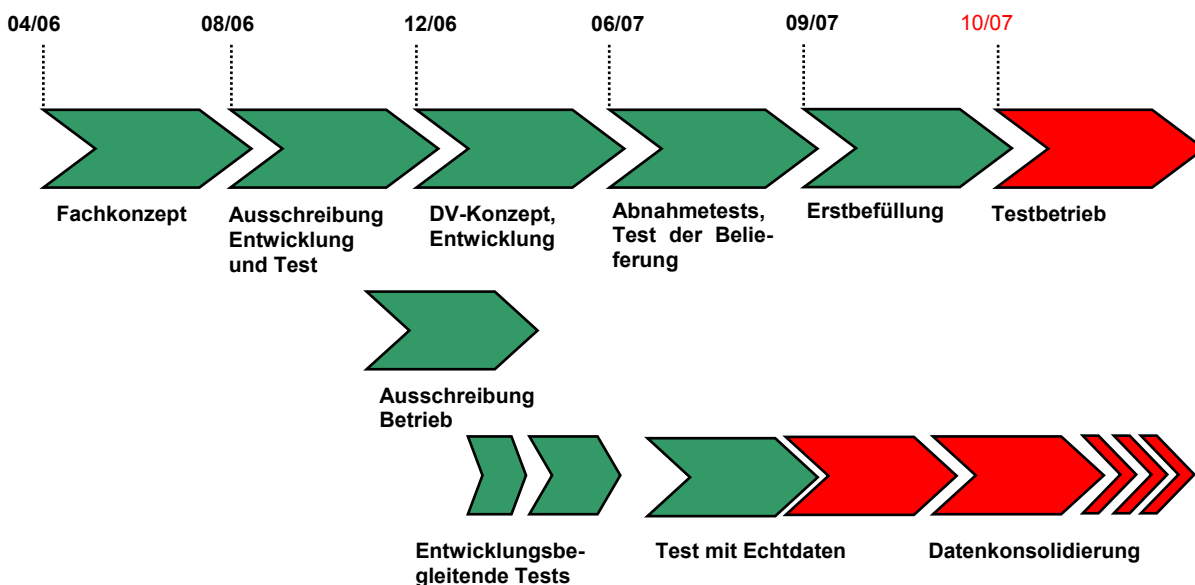 04/06
08/06
12/06
06/07
09/07
10/07
Fachkonzept
Ausschreibung
Entwicklung
und Test
DV-Konzept,
Entwicklung
Abnahmetests,
Test der Belie-
ferung
Erstbefüllung
Testbetrieb
Ausschreibung
Betrieb
Entwicklungsbe-
gleitende Tests
Test mit Echtdaten
Datenkonsolidierung